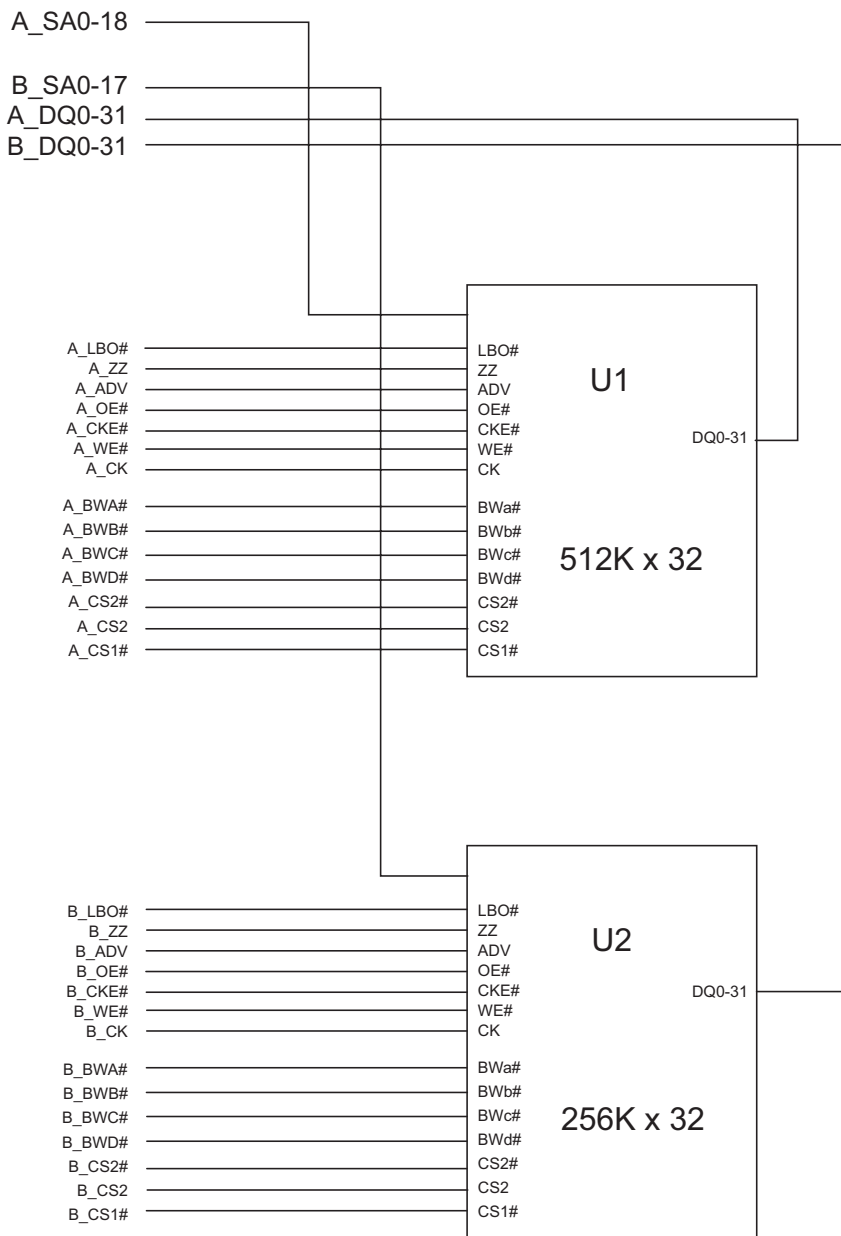 A_SA0-18
B_SA0-17
A_DQ0-31
B_DQ0-31
A_LBO# LBO#
A_ZZ ZZ
A_ADV ADV
U1
A_OE# OE#
A_CKE# CKE#
DQ0-31
A_WE# WE#
A_CK CK
A_BWA# BWa#
A_BWB# BWb#
A_BWC# BWc#
512K x 32
A_BWD# BWd#
A_CS2# CS2#
A_CS2 CS2
A_CS1# CS1#
B_LBO# LBO#
B_ZZ ZZ
U2
B_ADV ADV
B_OE# OE#
B_CKE# CKE#
DQ0-31
B_WE# WE#
B_CK CK
B_BWA# BWa#
B_BWB# BWb#
B_BWC# BWc#
256K x 32
B_BWD# BWd#
B_CS2# CS2#
B_CS2 CS2
B_CS1# CS1#